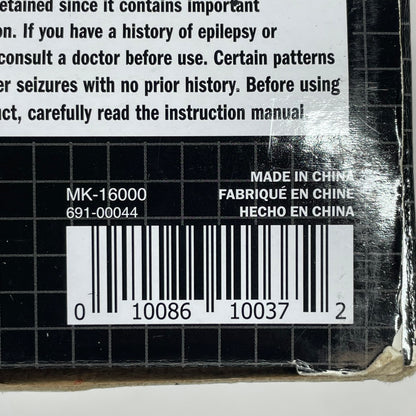 etained since it contains important
on. If you have a history of epilepsy or
consult a doctor before use. Certain patterns
er seizures with no prior history. Before using
uct, carefully read the instruction manual
MADE IN CHINA
MK-16000 FABRIQUÉ EN CHINE
691-00044 HECHO EN CHINA
0 10086 10037 2